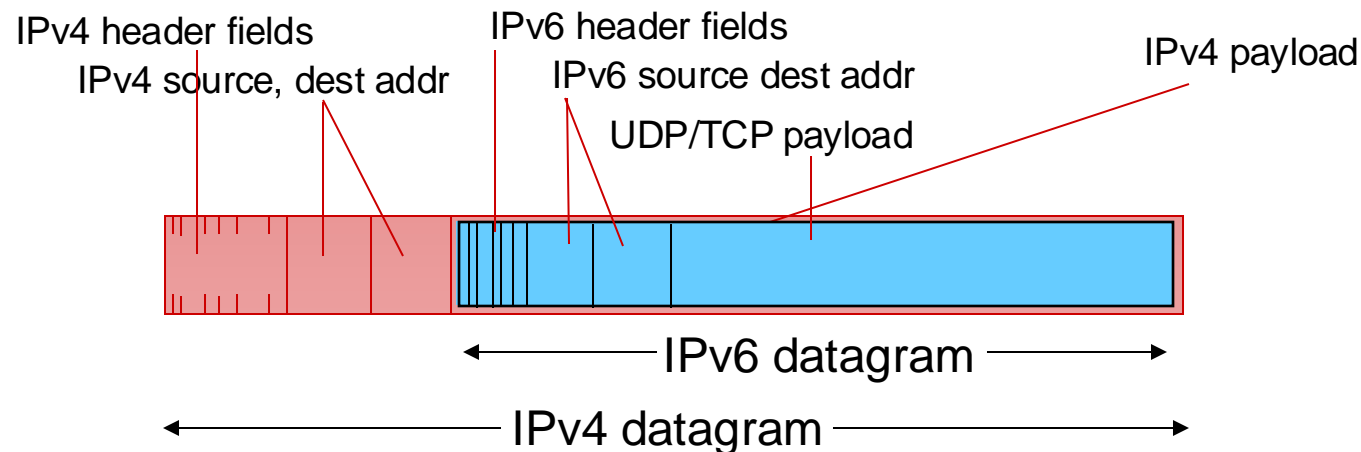 IPv4 header fields
IPv4 source, dest addr
IPv6 header fields
IPv6 source dest addr
UDP/TCP payload
IPv4 payload
IPv6 datagram
IPv4 datagram